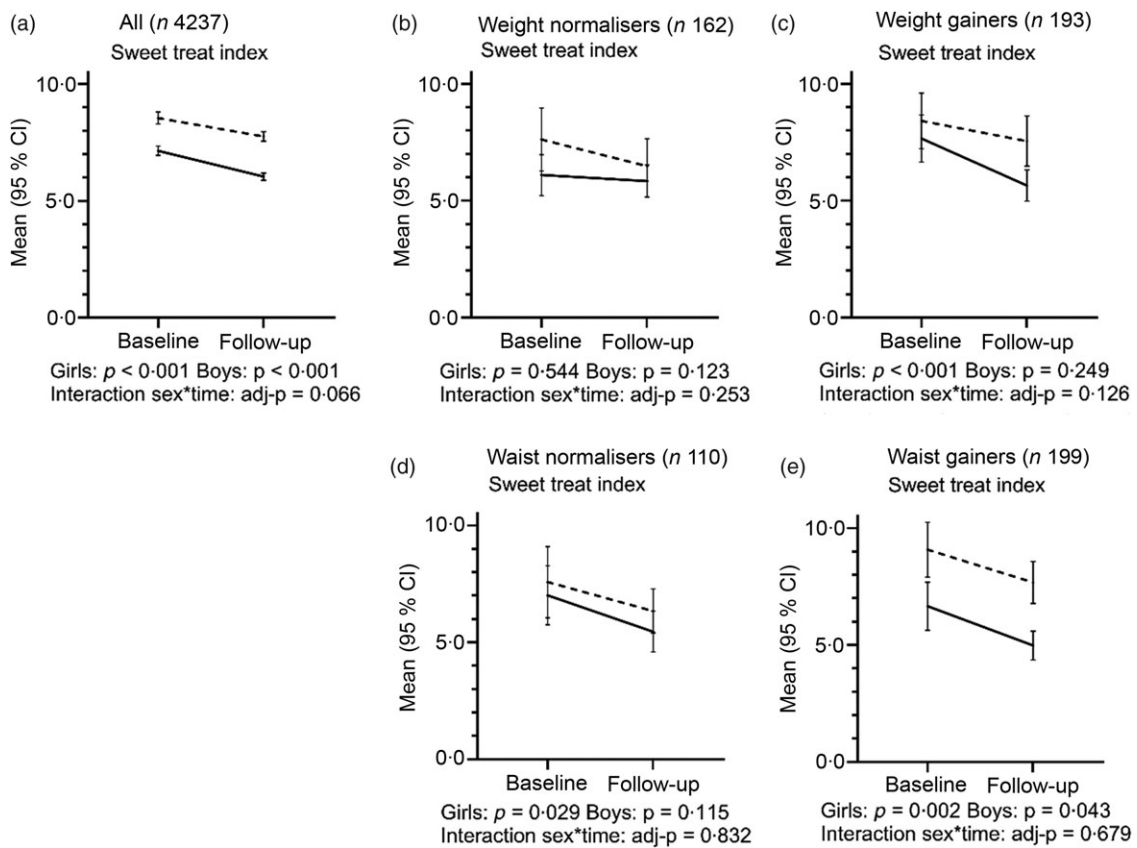 (a) All (n 4237)
Sweet treat index
Mean (95 % CI)
10·0
5·0
0·0
Baseline Follow-up
Girls: p < 0·001 Boys: p < 0·001
Interaction sex*time: adj-p = 0·066
(b) Weight normalisers (n 162)
Sweet treat index
Mean (95 % CI)
10·0
5·0
0·0
Baseline Follow-up
Girls: p = 0·544 Boys: p = 0·123
Interaction sex*time: adj-p = 0·253
(c) Weight gainers (n 193)
Sweet treat index
Mean (95 % CI)
10·0
5·0
0·0
Baseline Follow-up
Girls: p < 0·001 Boys: p = 0·249
Interaction sex*time: adj-p = 0·126
(d) Waist normalisers (n 110)
Sweet treat index
Mean (95 % CI)
10·0
5·0
0·0
Baseline Follow-up
Girls: p = 0·029 Boys: p = 0·115
Interaction sex*time: adj-p = 0·832
(e) Waist gainers (n 199)
Sweet treat index
Mean (95 % CI)
10·0
5·0
0·0
Baseline Follow-up
Girls: p = 0·002 Boys: p = 0·043
Interaction sex*time: adj-p = 0·679